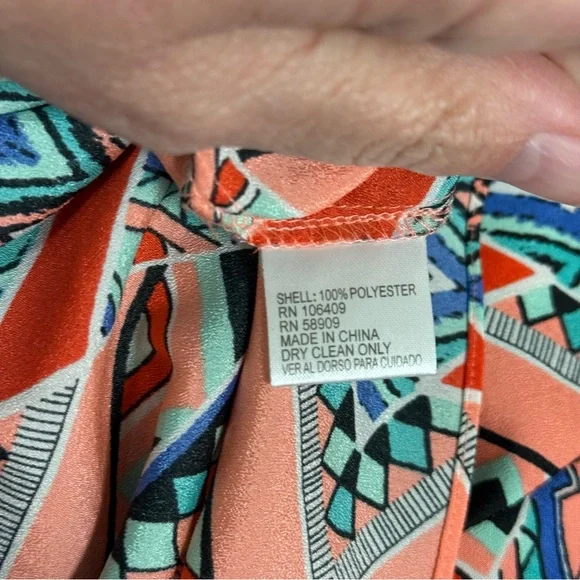 SHELL: 100% POLYESTER
RN 106409
RN 58909
MADE IN CHINA
DRY CLEAN ONLY
VER AL DORSO PARA CUIDADO